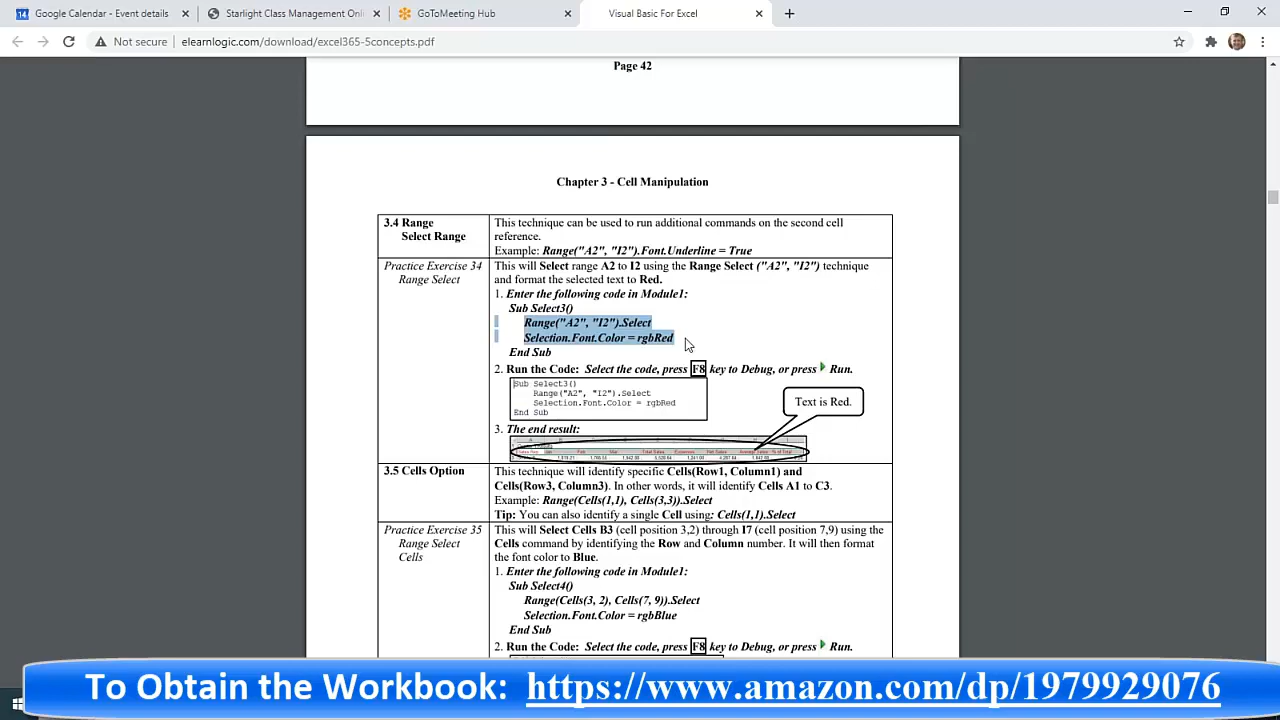 Google Calendar - Event details
Starlight Class Management Onli
GoToMeeting Hub
Visual Basic For Excel
Not secure
elearnlogic.com/download/excel365-5concepts.pdf
Page 42
Chapter 3 - Cell Manipulation
3.4 Range
Select Range
This technique can be used to run additional commands on the second cell
reference.
Example: Range("A2", "I2").Font.Underline = True
Practice Exercise 34
Range Select
This will Select range A2 to I2 using the Range Select ("A2", "I2") technique
and format the selected text to Red.
1. Enter the following code in Module1:
Sub Select3()
Range("A2", "I2").Select
Selection.Font.Color = rgbRed
End Sub
2. Run the Code: Select the code, press F8 key to Debug, or press Run.
Sub Select3()
Range("A2", "I2").Select
Selection.Font.Color = rgbRed
End Sub
Text is Red.
3. The end result:
3.5 Cells Option
This technique will identify specific Cells(Row1, Column1) and
Cells(Row3, Column3). In other words, it will identify Cells A1 to C3.
Example: Range(Cells(1,1), Cells(3,3)).Select
Tip: You can also identify a single Cell using: Cells(1,1).Select
Practice Exercise 35
Range Select
Cells
This will Select Cells B3 (cell position 3,2) through I7 (cell position 7,9) using the
Cells command by identifying the Row and Column number. It will then format
the font color to Blue.
1. Enter the following code in Module1:
Sub Select4()
Range(Cells(3, 2), Cells(7, 9)).Select
Selection.Font.Color = rgbBlue
End Sub
2. Run the Code: Select the code, press F8 key to Debug, or press Run.
To Obtain the Workbook: https://www.amazon.com/dp/1979929076